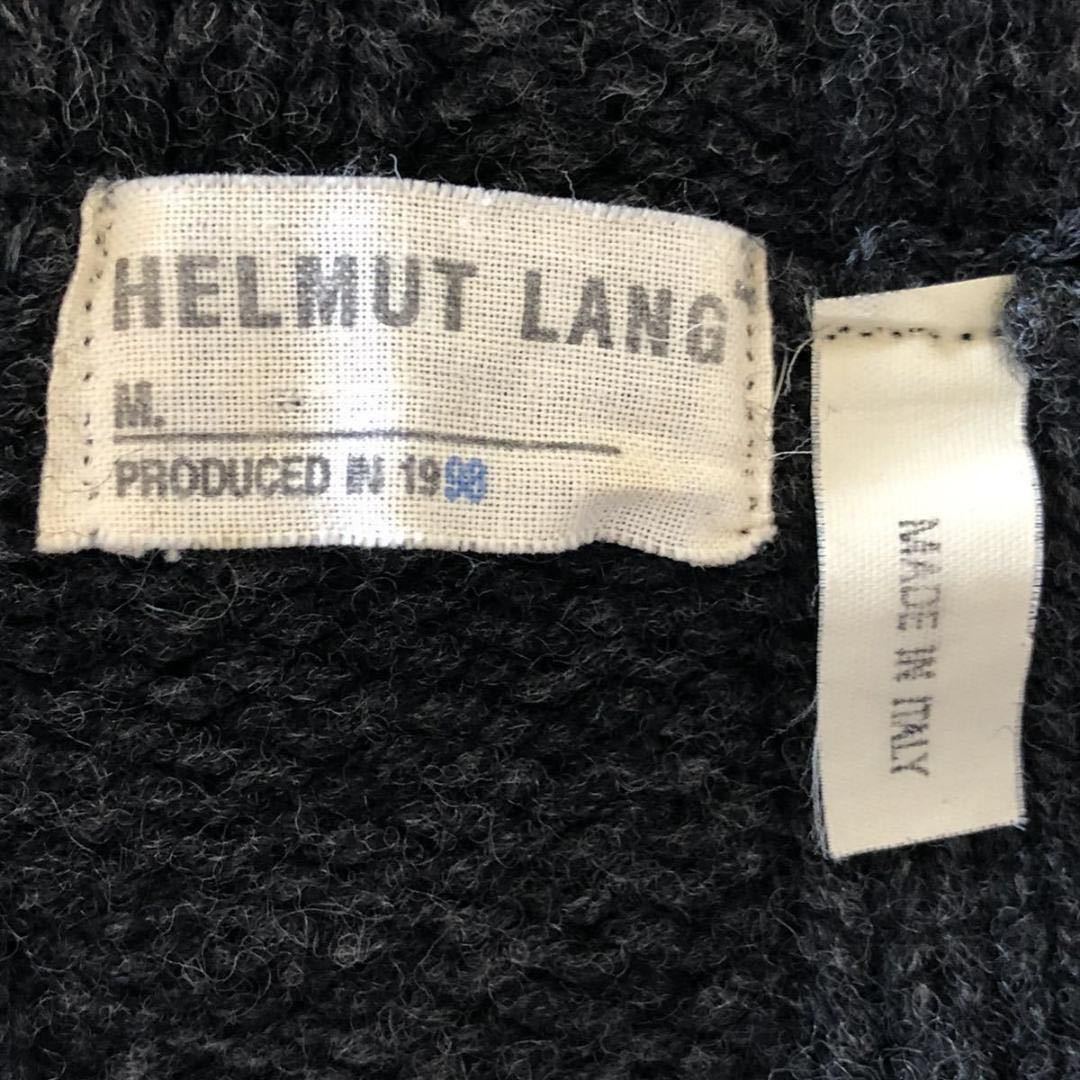 HELMUT LANG
M.
PRODUCED IN 1998
MADE IN ITALY